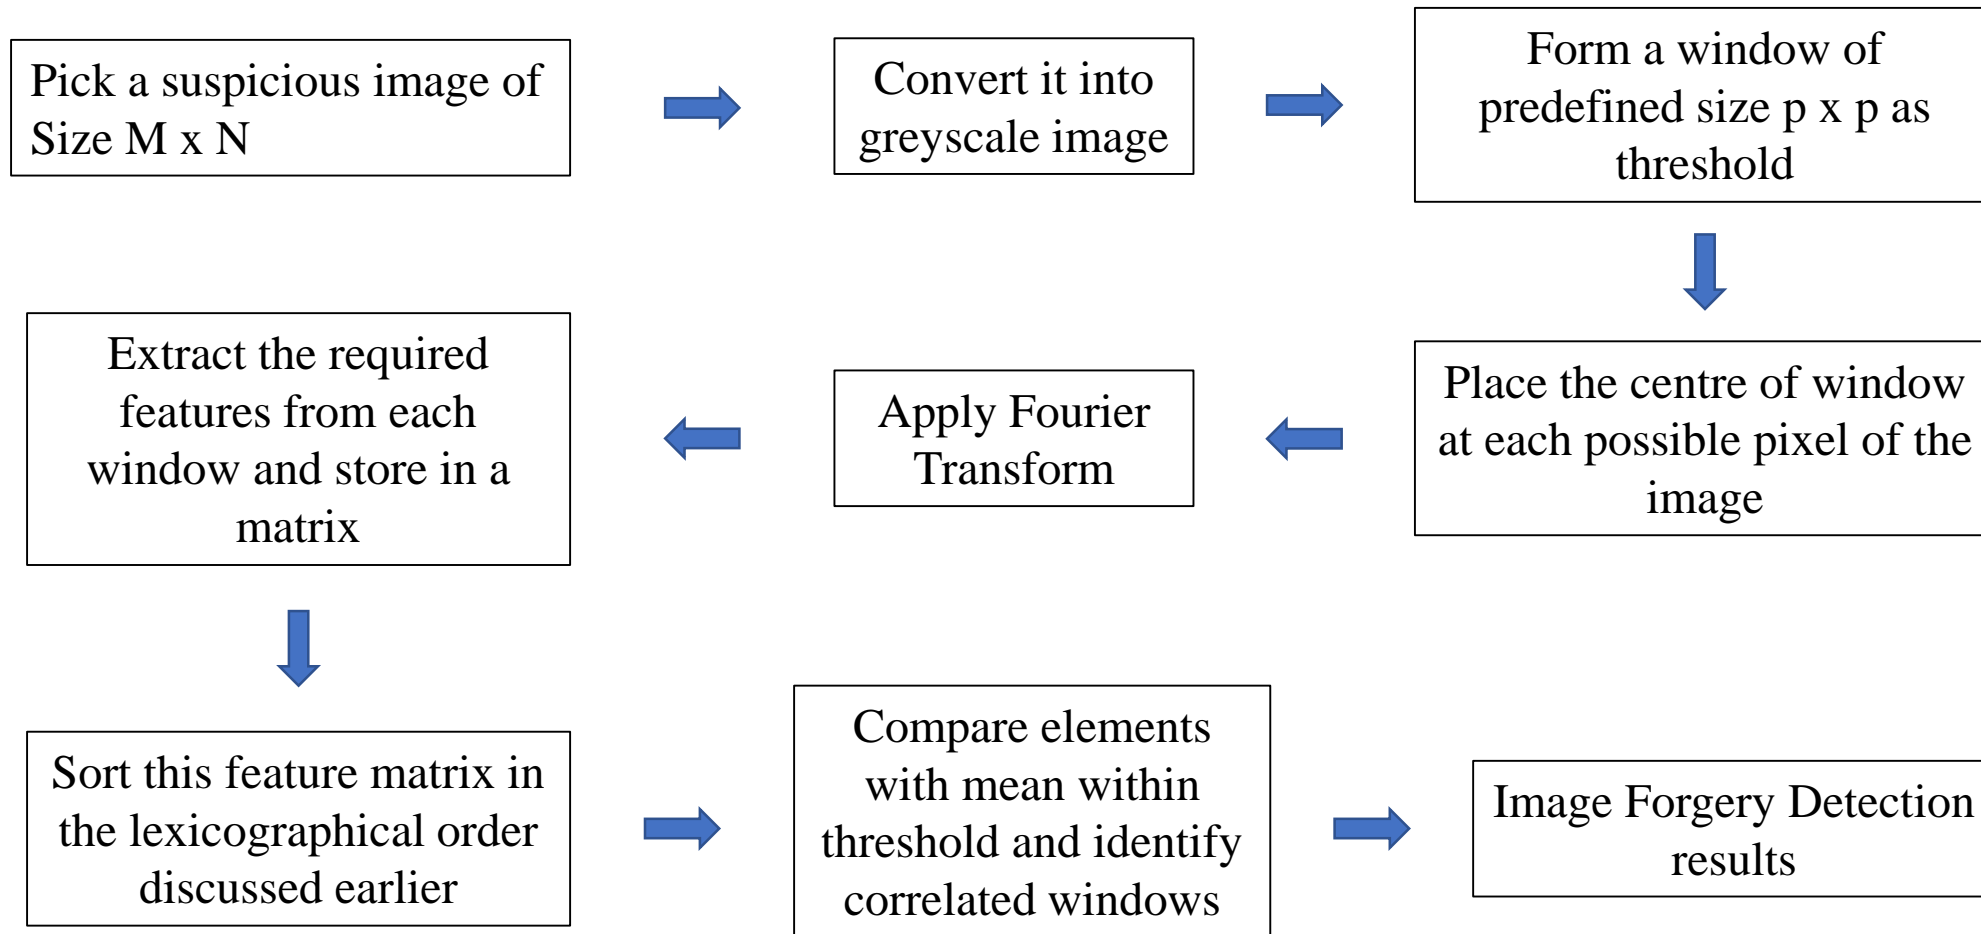 Pick a suspicious image of
Size M x N
Convert it into
greyscale image
Form a window of
predefined size p x p as
threshold
Place the centre of window
at each possible pixel of the
image
Apply Fourier
Transform
Extract the required
features from each
window and store in a
matrix
Sort this feature matrix in
the lexicographical order
discussed earlier
Compare elements
with mean within
threshold and identify
correlated windows
Image Forgery Detection
results